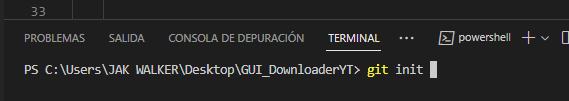 33
PROBLEMAS SALIDA CONSOLA DE DEPURACIÓN TERMINAL ··· powershell
PS C:\Users\JAK WALKER\Desktop\GUI_DownloaderYT> git init